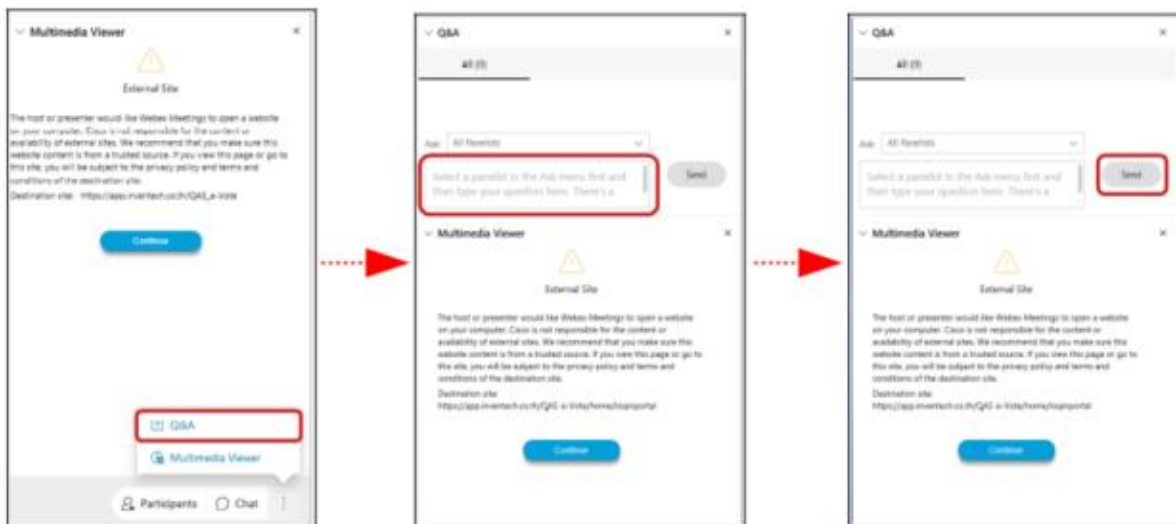 Multimedia Viewer
External Site
The host or presenter would like Webex Meetings to open a website
on your computer. Cisco is not responsible for the content or
availability of external sites. We recommend that you make sure this
website content is from a trusted source. If you view this page or go to
this site, you will be subject to the privacy policy and terms and
conditions of the destination site.
Destination site: https://app.inventech.co.th/QAS_e-Vote
Continue
Q&A
Multimedia Viewer
Participants
Chat
Q&A
All (0)
Ask: All Panelists
Select a panelist in the Ask menu first and
then type your question here. There's a
Send
Multimedia Viewer
External Site
The host or presenter would like Webex Meetings to open a website
on your computer. Cisco is not responsible for the content or
availability of external sites. We recommend that you make sure this
website content is from a trusted source. If you view this page or go to
this site, you will be subject to the privacy policy and terms and
conditions of the destination site.
Destination site:
Continue
Q&A
All (0)
Ask: All Panelists
Select a panelist in the Ask menu first and
then type your question here. There's a
Send
Multimedia Viewer
External Site
The host or presenter would like Webex Meetings to open a website
on your computer. Cisco is not responsible for the content or
availability of external sites. We recommend that you make sure this
website content is from a trusted source. If you view this page or go to
this site, you will be subject to the privacy policy and terms and
conditions of the destination site.
Destination site:
Continue